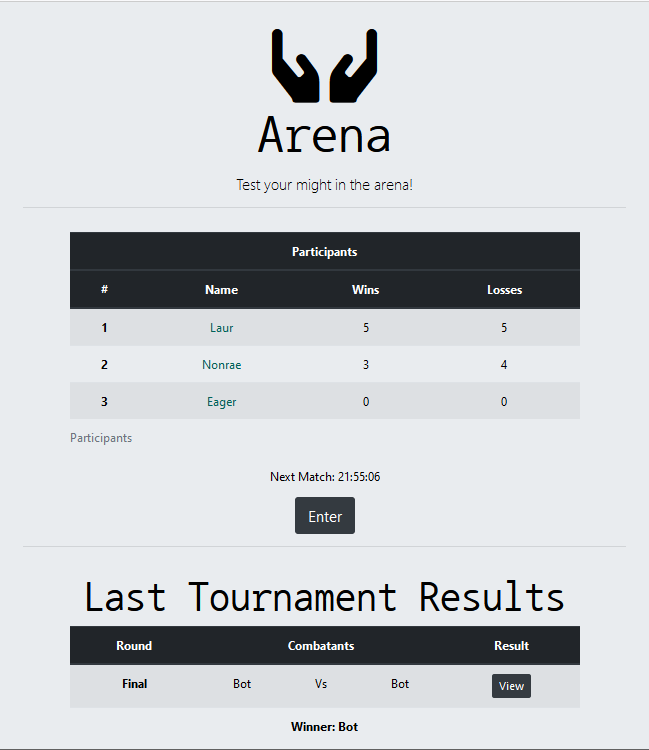 Arena
Test your might in the arena!
Participants
# Name Wins Losses
1 Laur 5 5
2 Nonrae 3 4
3 Eager 0 0
Participants
Next Match: 21:55:06
Enter
Last Tournament Results
Round Combatants Result
Final Bot Vs Bot View
Winner: Bot